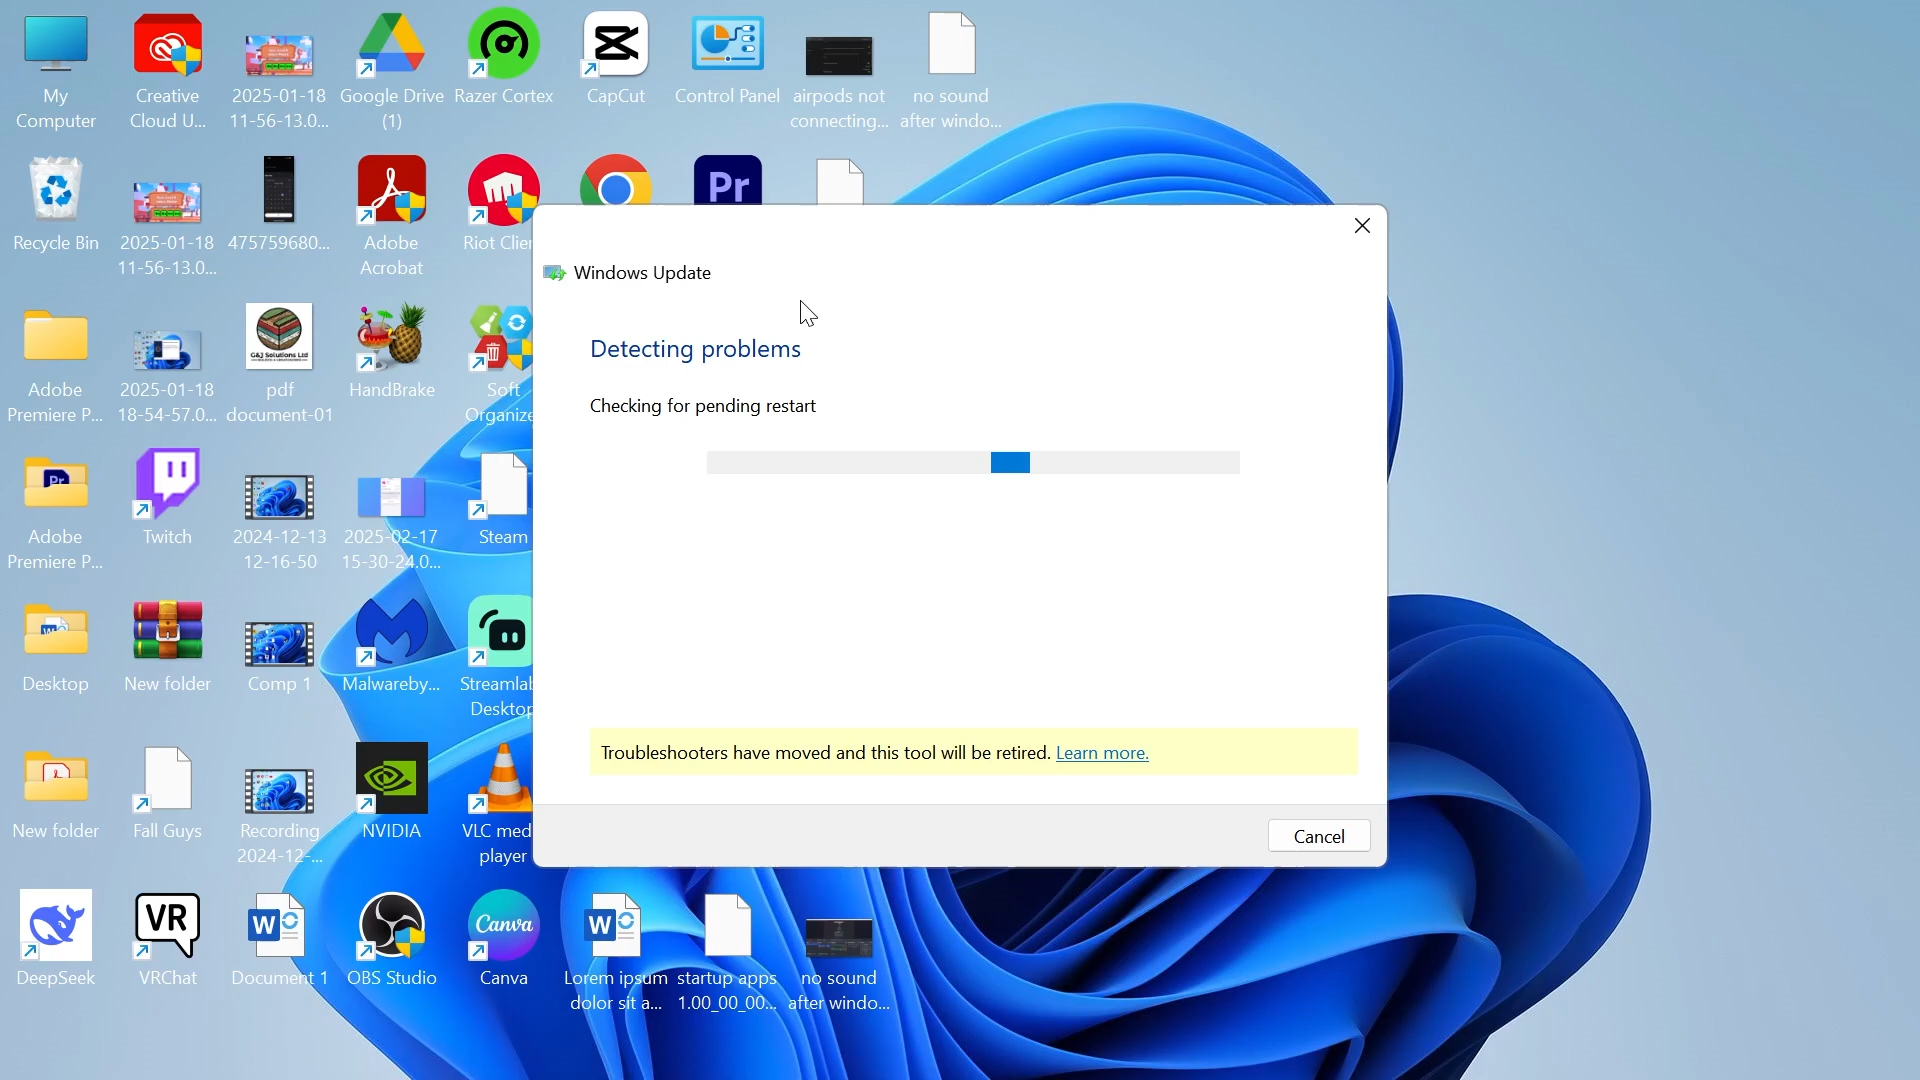 My
Computer
Creative
Cloud U...
2025-01-18
11-56-13.0...
Google Drive
(1)
Razer Cortex
CapCut
Control Panel
airpods not
connecting...
no sound
after windo...
Recycle Bin
2025-01-18
11-56-13.0...
475759680...
Adobe
Acrobat
Riot Clien
Pr
Windows Update
Detecting problems
Checking for pending restart
Troubleshooters have moved and this tool will be retired. Learn more.
Cancel
Adobe
Premiere P...
2025-01-18
18-54-57.0...
G&J Solutions Ltd
pdf
document-01
HandBrake
Soft
Organize
Pr
Adobe
Premiere P...
Twitch
2024-12-13
12-16-50
2025-02-17
15-30-24.0...
Steam
W
Desktop
New folder
Comp 1
Malwareby...
Streamlab
Desktop
New folder
Fall Guys
Recording
2024-12-...
NVIDIA
VLC med
player
DeepSeek
VR
VRChat
W
Document 1
OBS Studio
Canva
Canva
W
Lorem ipsum
dolor sit a...
startup apps
1.00_00_00...
no sound
after windo...